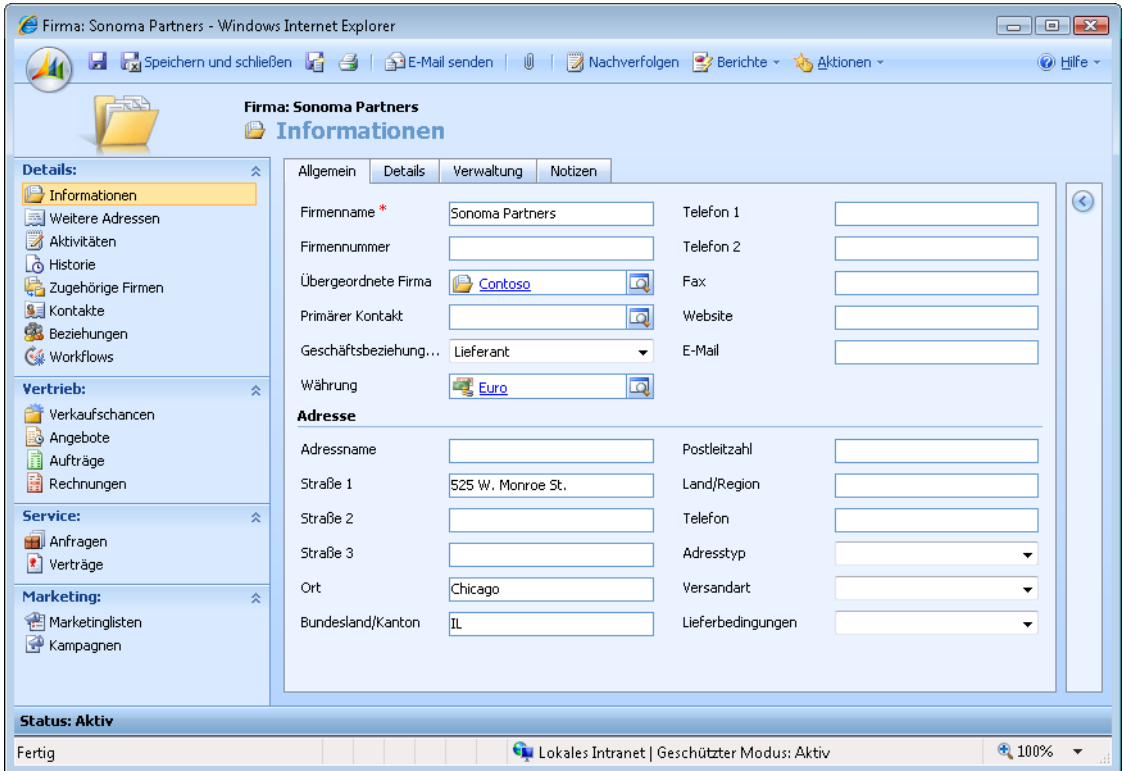 Firma: Sonoma Partners - Windows Internet Explorer
Speichern und schließen E-Mail senden Nachverfolgen Berichte Aktionen Hilfe
Firma: Sonoma Partners
Informationen
Details:
Informationen
Weitere Adressen
Aktivitäten
Historie
Zugehörige Firmen
Kontakte
Beziehungen
Workflows
Vertrieb:
Verkaufschancen
Angebote
Aufträge
Rechnungen
Service:
Anfragen
Verträge
Marketing:
Marketinglisten
Kampagnen
Allgemein Details Verwaltung Notizen
Firmenname * Sonoma Partners Telefon 1
Firmennummer Telefon 2
Übergeordnete Firma Contoso Fax
Primärer Kontakt Website
Geschäftsbeziehung... Lieferant E-Mail
Währung Euro
Adresse
Adressname Postleitzahl
Straße 1 525 W. Monroe St. Land/Region
Straße 2 Telefon
Straße 3 Adresstyp
Ort Chicago Versandart
Bundesland/Kanton IL Lieferbedingungen
Status: Aktiv
Fertig Lokales Intranet | Geschützter Modus: Aktiv 100%